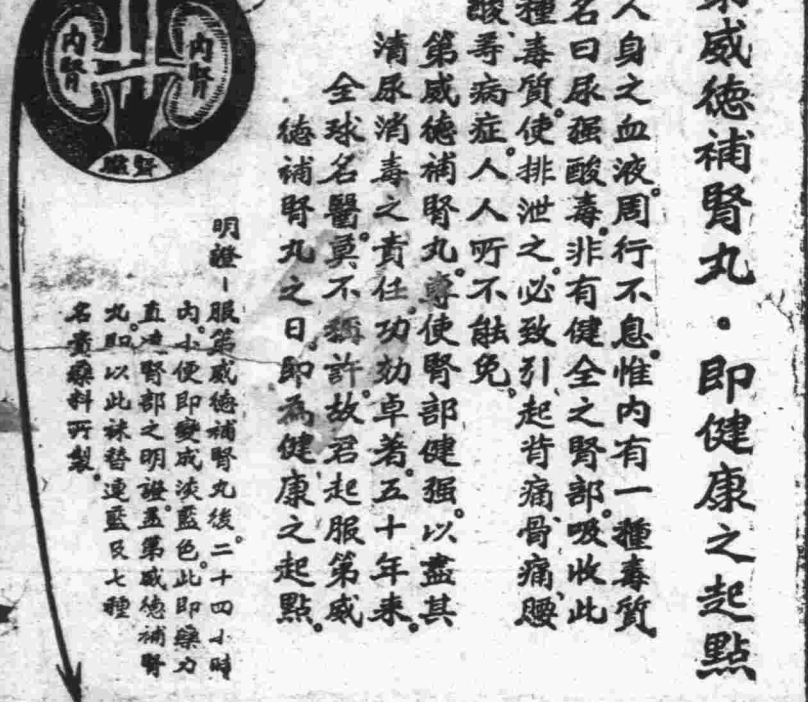 威德補腎丸・即健康之起點
人身之血液。周行不息。惟内有一種毒質
名曰尿强酸毒。非有健全之腎部。吸收此
種毒質。使排泄之。必致引起背痛、骨痛、腰
酸、等病症。人人所不能免。
第威德補腎丸。專使腎部健强。以盡其
清尿消毒之責任。功効卓著。五十年來。
全球名醫。莫不稱許。故君起服第威
德補腎丸之日。即為健康之起點。
明證－服第威德補腎丸後。二十四小時
内。小便即變成淡藍色。此即藥力
直達腎部之明證。盖第威德補腎
丸。即以此秣替連藍及七種
名貴藥料所製。
内腎
内腎
腎膽